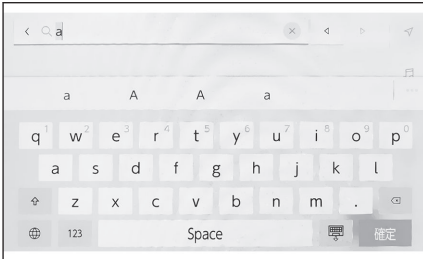 a
a A A a
q1 w2 e3 r4 t5 y6 u7 i8 o9 p0
a s d f g h j k l
z x c v b n m .
123 Space 確定